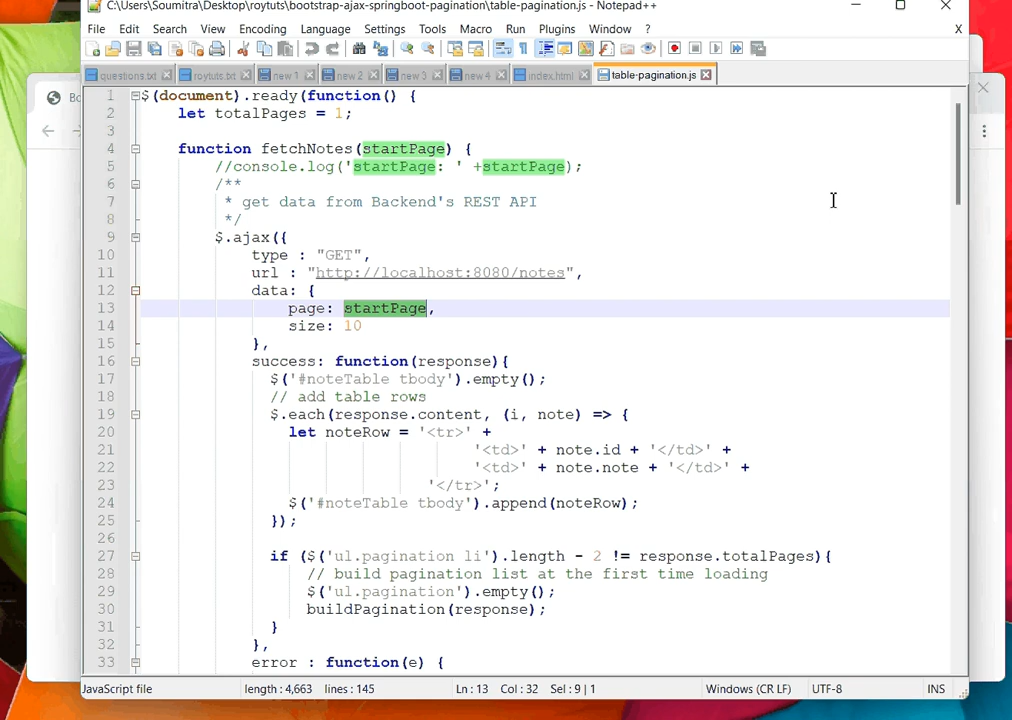 C:\Users\Soumitra\Desktop\roytuts\bootstrap-ajax-springboot-pagination\table-pagination.js - Notepad++
File Edit Search View Encoding Language Settings Tools Macro Run Plugins Window ? X
questions.txt roytuts.txt new 1 new 2 new 3 new 4 index.html table-pagination.js
1 $(document).ready(function() {
2 let totalPages = 1;
3
4 function fetchNotes(startPage) {
5 //console.log('startPage: ' +startPage);
6 /**
7 * get data from Backend's REST API
8 */
9 $.ajax({
10 type : "GET",
11 url : "http://localhost:8080/notes",
12 data: {
13 page: startPage,
14 size: 10
15 },
16 success: function(response){
17 $('#noteTable tbody').empty();
18 // add table rows
19 $.each(response.content, (i, note) => {
20 let noteRow = '<tr>' +
21 '<td>' + note.id + '</td>' +
22 '<td>' + note.note + '</td>' +
23 '</tr>';
24 $('#noteTable tbody').append(noteRow);
25 });
26
27 if ($('ul.pagination li').length - 2 != response.totalPages){
28 // build pagination list at the first time loading
29 $('ul.pagination').empty();
30 buildPagination(response);
31 }
32 },
33 error : function(e) {
JavaScript file length : 4,663 lines : 145 Ln : 13 Col : 32 Sel : 9 | 1 Windows (CR LF) UTF-8 INS